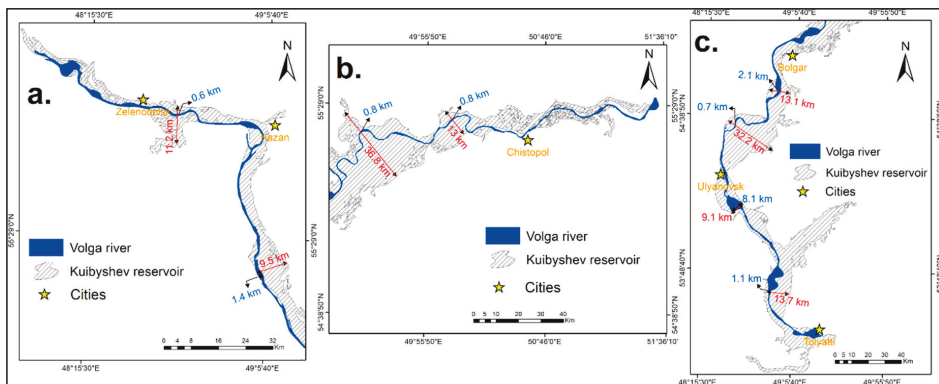 a.
48°15'30"E
49°5'40"E
N
0.6 km
11.2 km
Kazan
55°29'0"N
9.5 km
1.4 km
Volga river
Kuibyshev reservoir
Cities
0 4 8 16 24 32
Km
48°15'30"E
49°5'40"E
b.
49°55'50"E
50°46'0"E
51°36'10"E
N
55°29'0"N
55°29'0"N
0.8 km
0.8 km
36.8 km
13 km
Chistopol
Volga river
Kuibyshev reservoir
Cities
54°38'50"N
54°38'50"N
0 5 10 20 30 40
Km
49°55'50"E
50°46'0"E
51°36'10"E
c.
48°15'30"E
49°5'40"E
49°55'50"E
N
Bolgar
2.1 km
13.1 km
0.7 km
32.2 km
Volga river
Kuibyshev reservoir
Cities
Ulyanovsk
8.1 km
9.1 km
53°48'40"N
1.1 km
13.7 km
0 5 10 20 30 40
Km
49°5'40"E
49°55'50"E